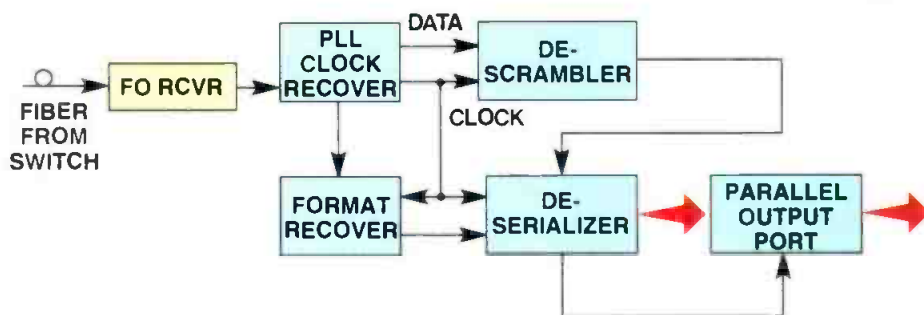 DATA
PLL
CLOCK
RECOVER
DE-
SCRAMBLER
FO RCVR
FIBER
FROM
SWITCH
CLOCK
FORMAT
RECOVER
DE-
SERIALIZER
PARALLEL
OUTPUT
PORT